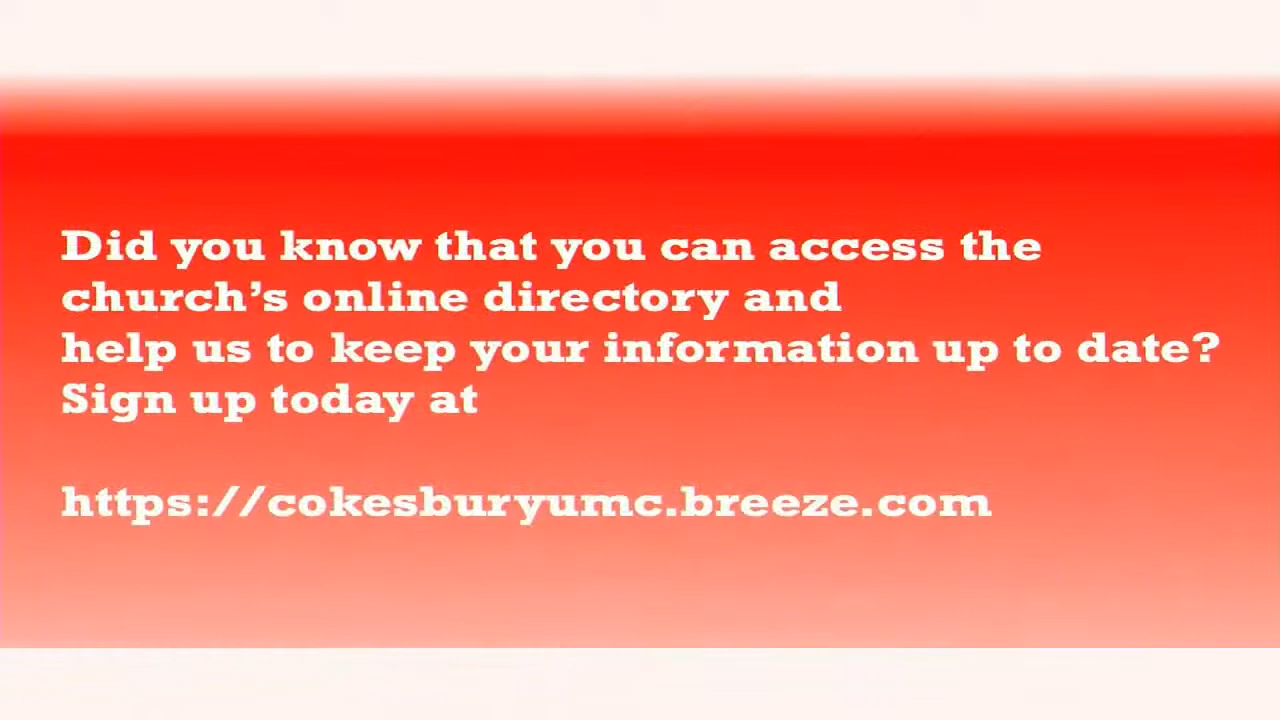 Did you know that you can access the
church’s online directory and
help us to keep your information up to date?
Sign up today at
https://cokesburyumc.breeze.com